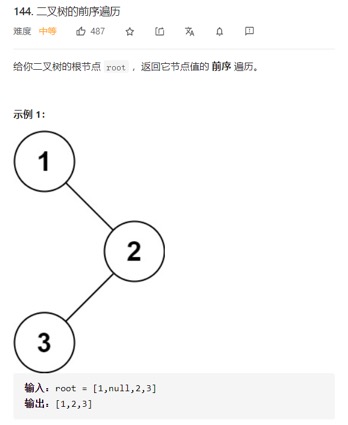 144. 二叉树的前序遍历
难度 中等 487
给你二叉树的根节点 root ，返回它节点值的 前序 遍历。
示例 1：
1
2
3
输入：root = [1,null,2,3]
输出：[1,2,3]